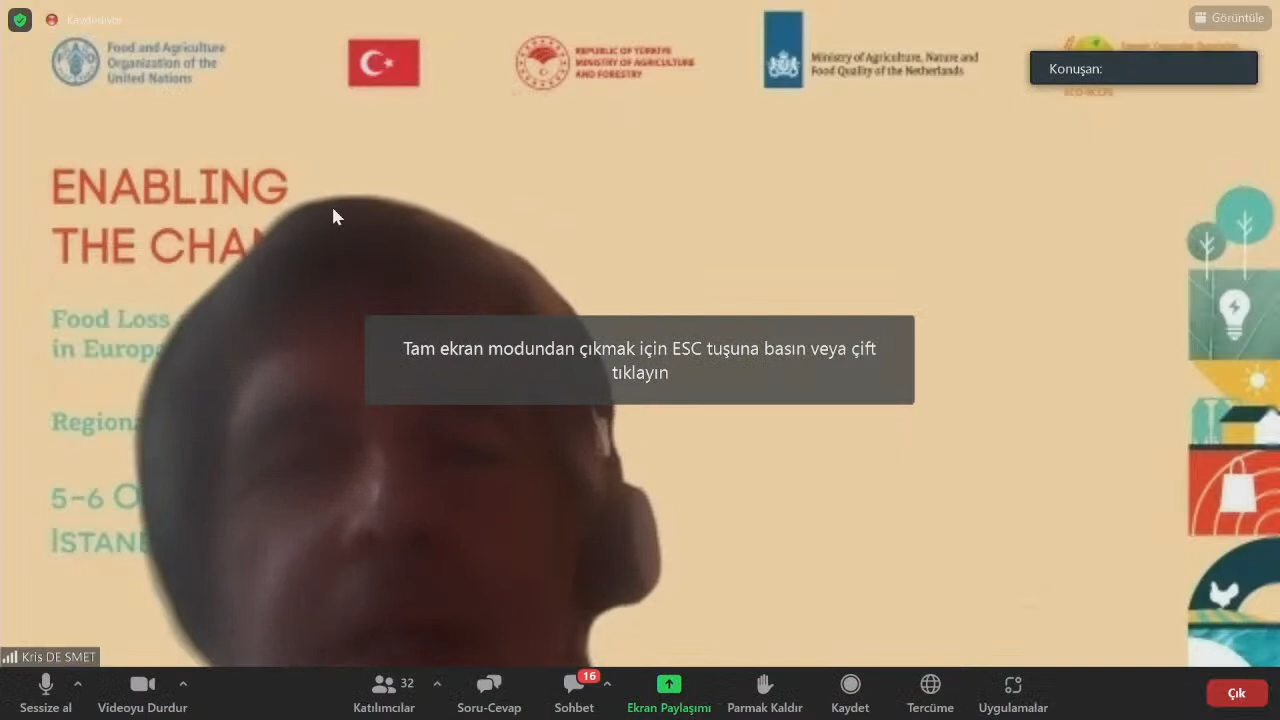 Kaydediyor
Görüntüle
Food and Agriculture
Organization of the
United Nations
REPUBLIC OF TÜRKİYE
MINISTRY OF AGRICULTURE
AND FORESTRY
Ministry of Agriculture, Nature and
Food Quality of the Netherlands
Konuşan:
ENABLING
THE CHAN
Food Loss
in Europe
Regiona
5-6 O
İSTANB
Tam ekran modundan çıkmak için ESC tuşuna basın veya çift
tıklayın
Kris DE SMET
Sessize al
Videoyu Durdur
32
Katılımcılar
Soru-Cevap
16
Sohbet
Ekran Paylaşımı
Parmak Kaldır
Kaydet
Tercüme
Uygulamalar
Çık